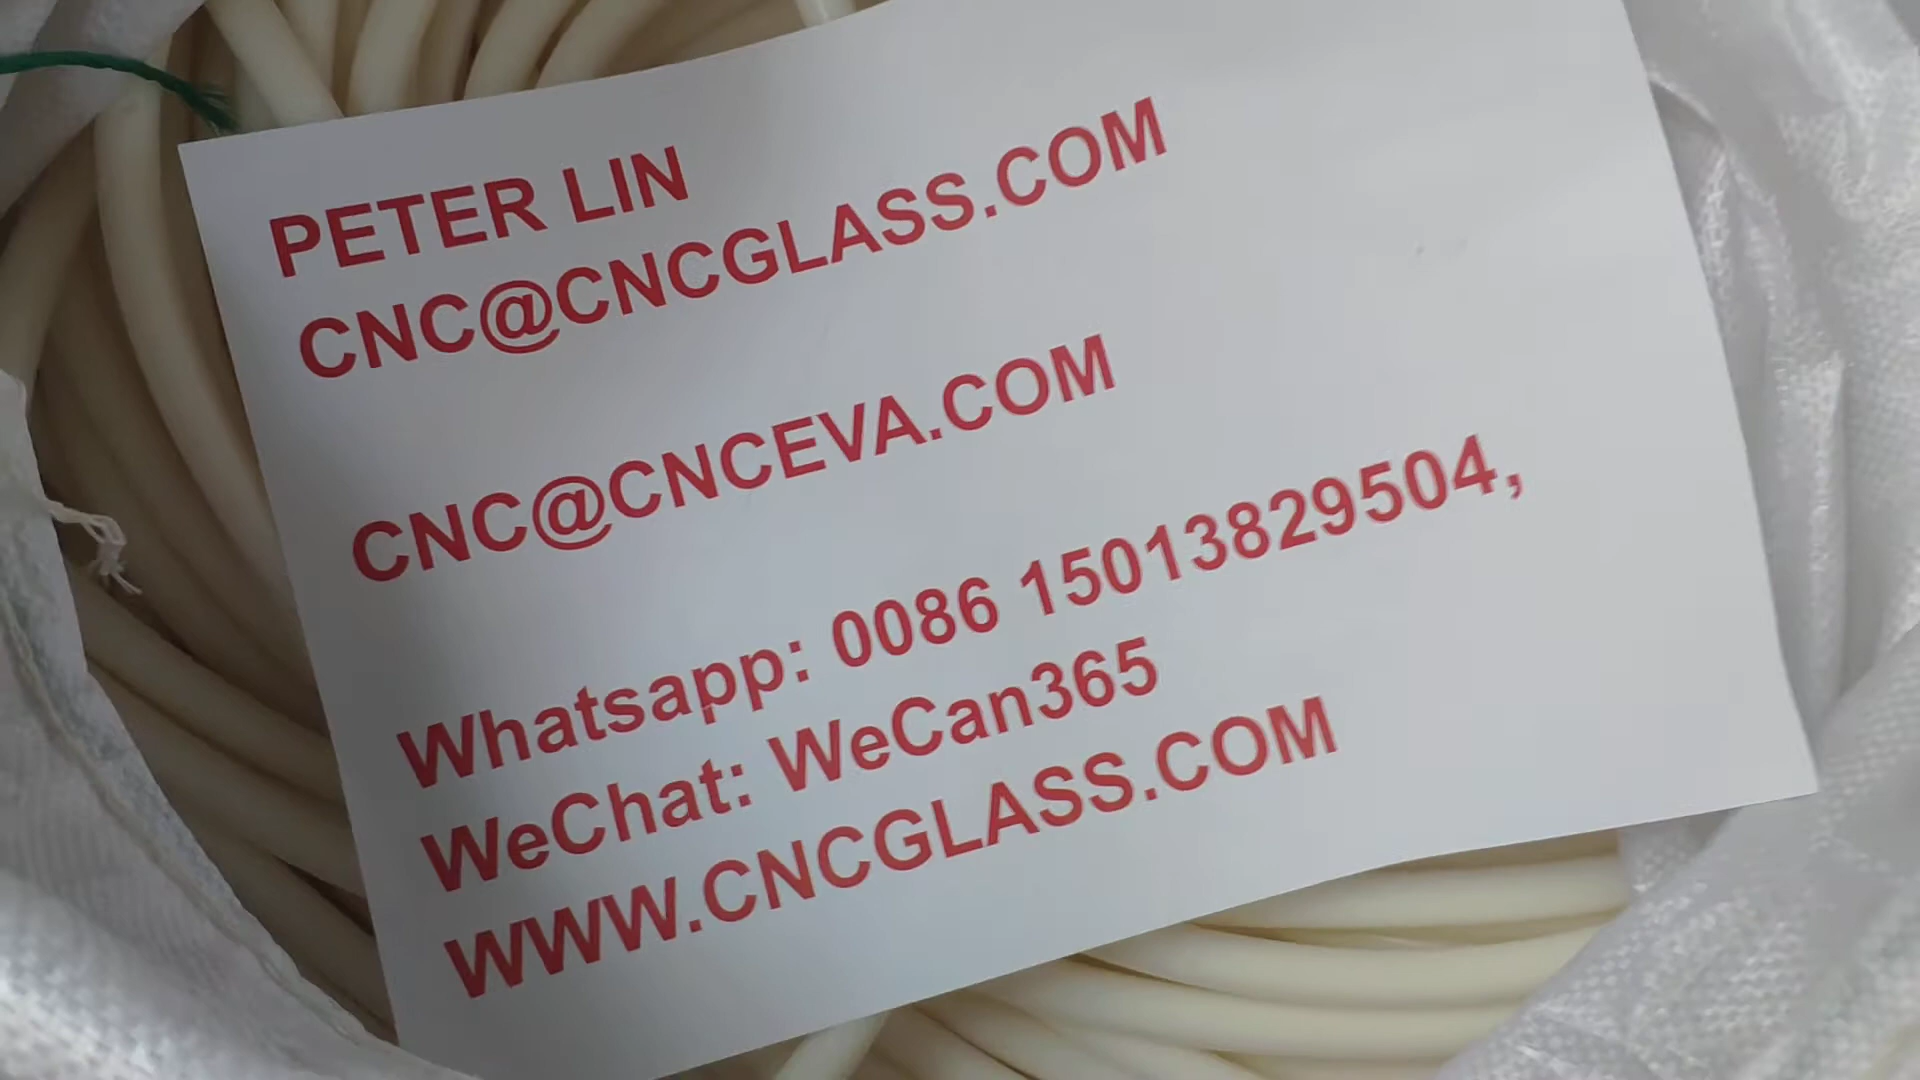 PETER LIN
CNC@CNCGLASS.COM
CNC@CNCEVA.COM
Whatsapp: 0086 15013829504,
WeChat: WeCan365
WWW.CNCGLASS.COM